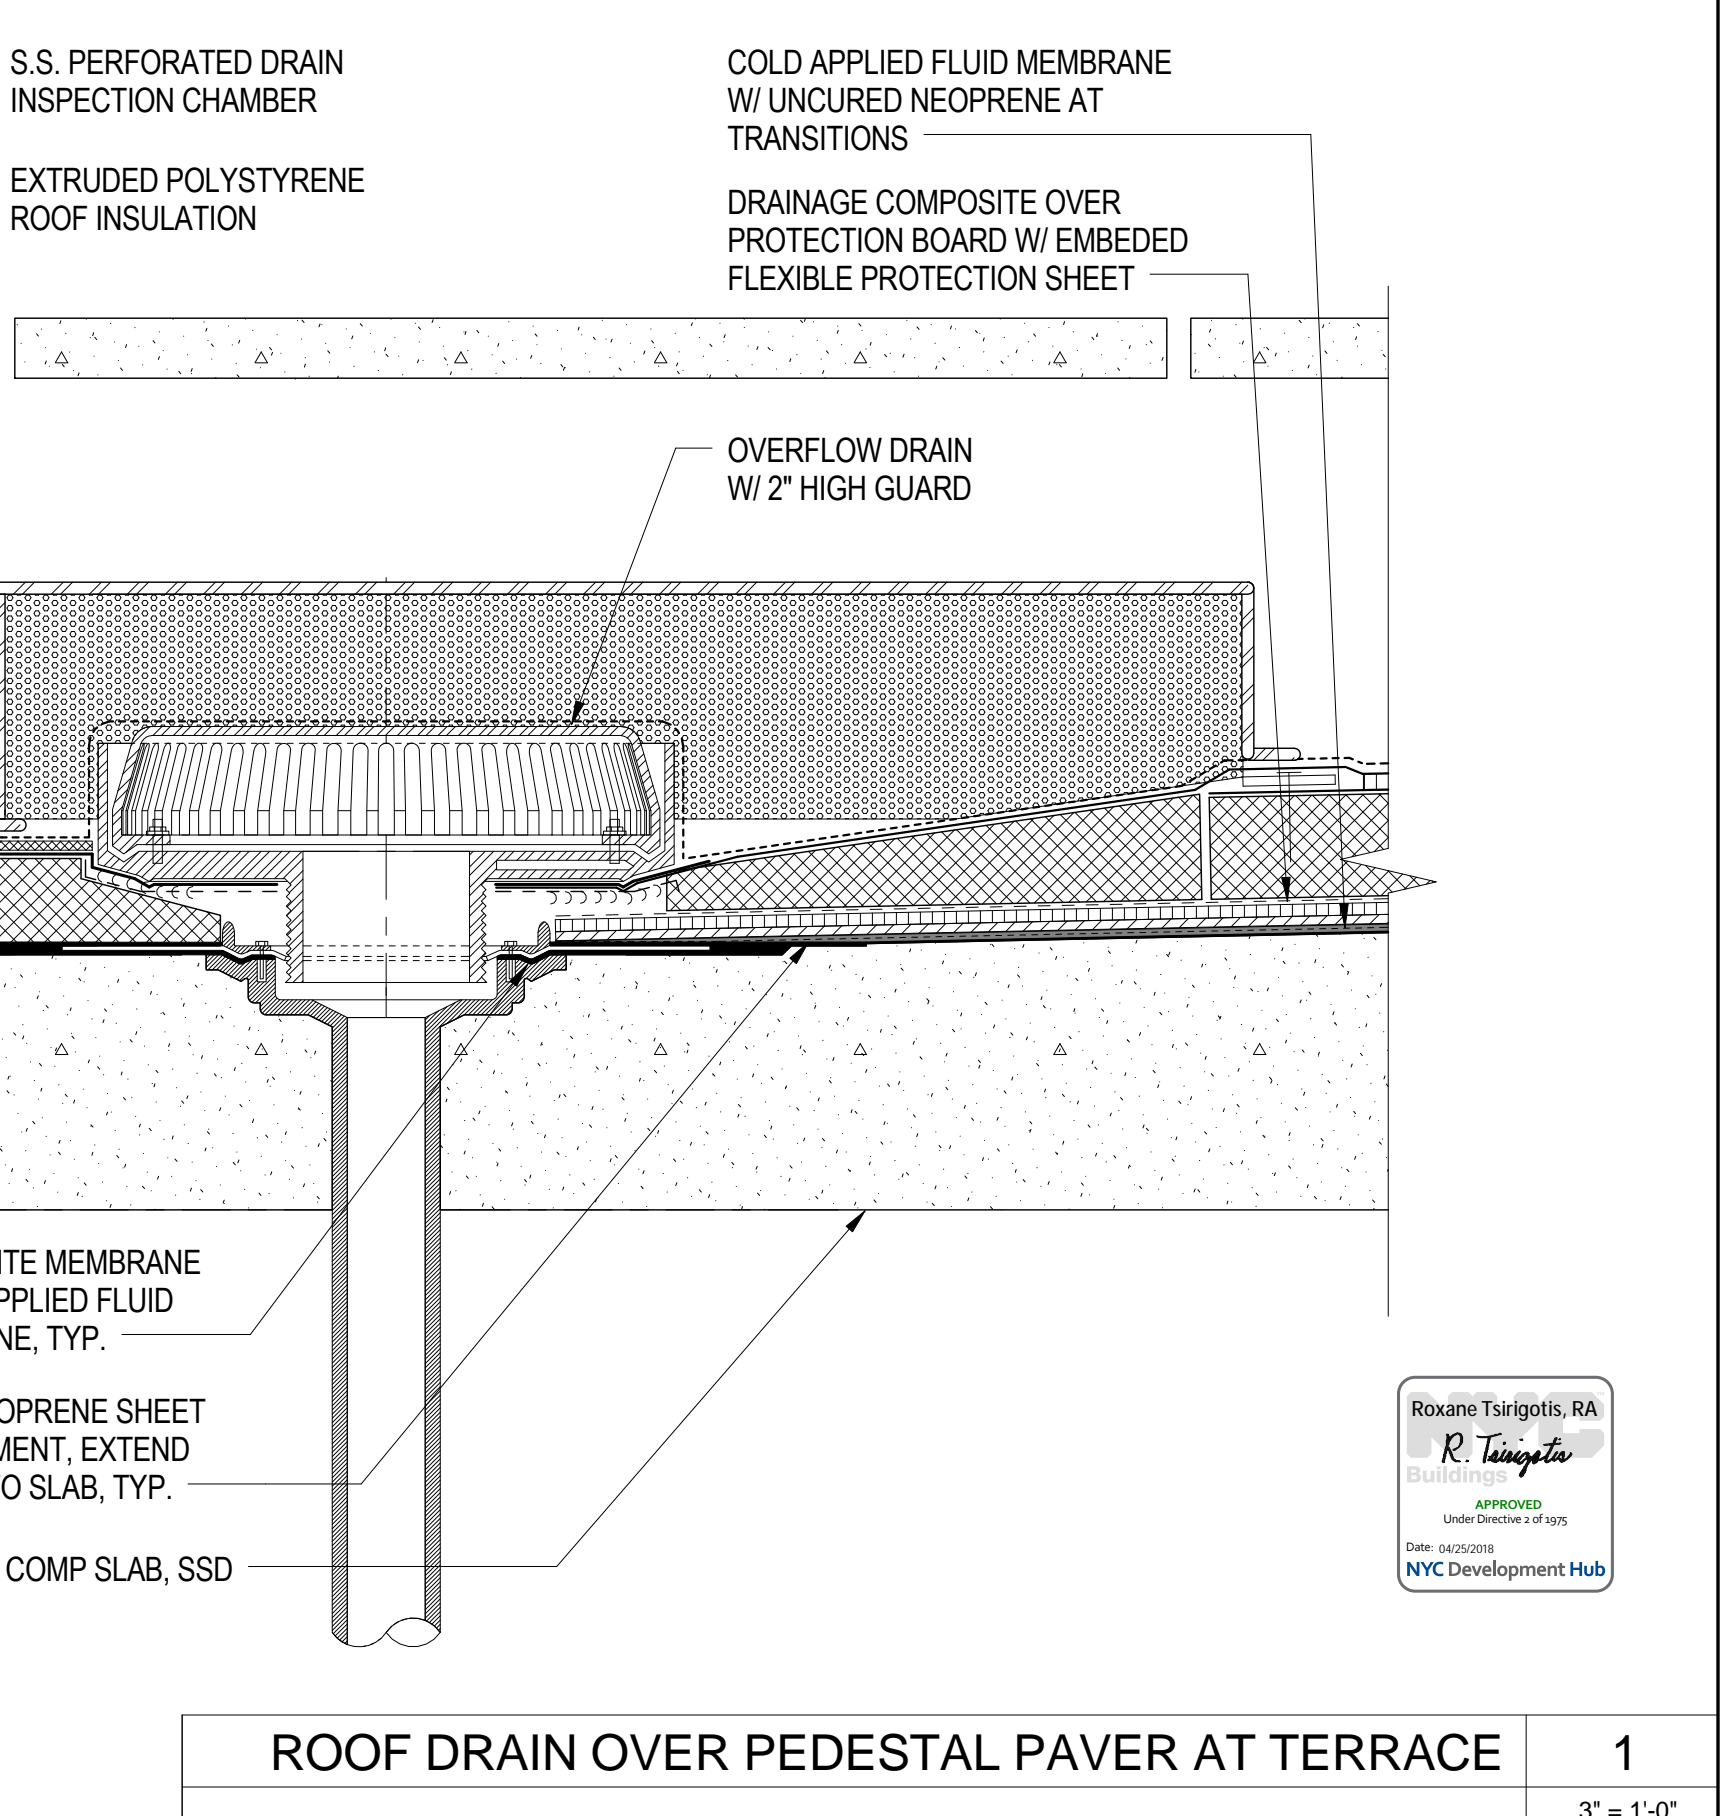 S.S. PERFORATED DRAIN
INSPECTION CHAMBER
EXTRUDED POLYSTYRENE
ROOF INSULATION
COLD APPLIED FLUID MEMBRANE
W/ UNCURED NEOPRENE AT
TRANSITIONS
DRAINAGE COMPOSITE OVER
PROTECTION BOARD W/ EMBEDED
FLEXIBLE PROTECTION SHEET
OVERFLOW DRAIN
W/ 2" HIGH GUARD
ITE MEMBRANE
PPLIED FLUID
NE, TYP.
OPRENE SHEET
MENT, EXTEND
O SLAB, TYP.
COMP SLAB, SSD
NYC
Roxane Tsirigotis, RA
R. Tsirigotis
Buildings
APPROVED
Under Directive 2 of 1975
Date: 04/25/2018
NYC Development Hub
ROOF DRAIN OVER PEDESTAL PAVER AT TERRACE
1
3" = 1'-0"